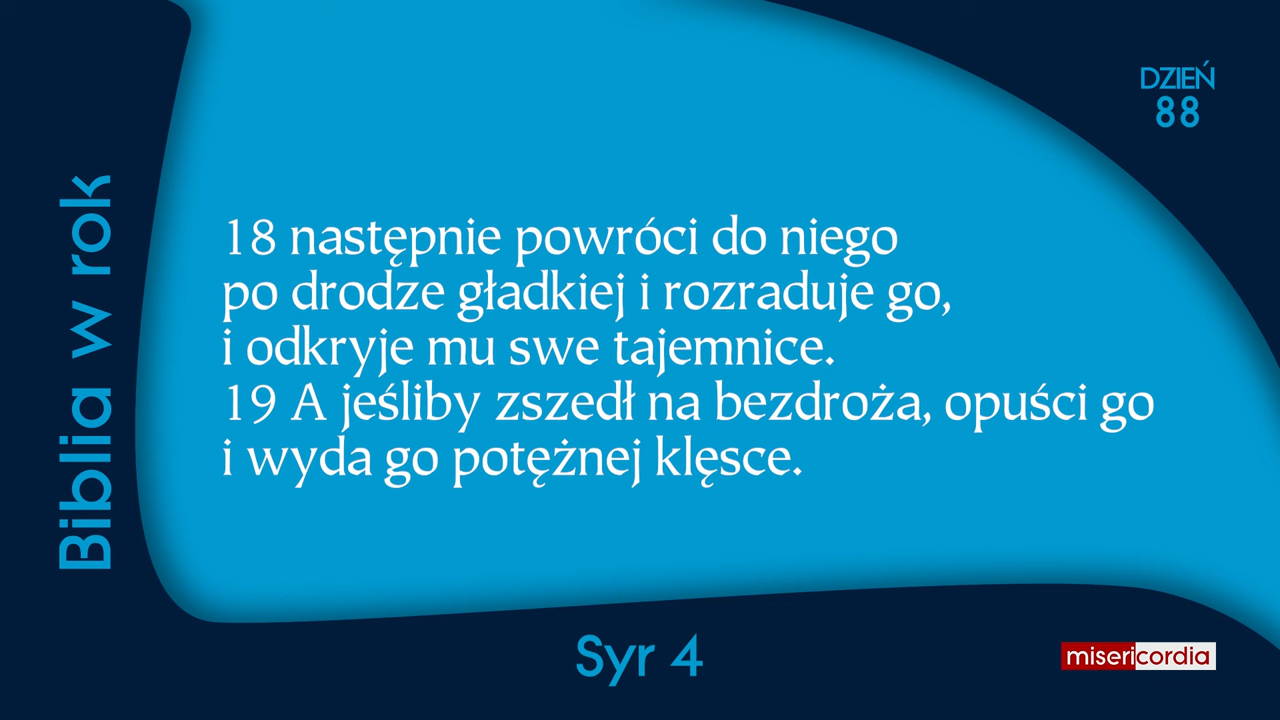 DZIEŃ
88
Biblia w rok
18 następnie powróci do niego
po drodze gładkiej i rozraduje go,
i odkryje mu swe tajemnice.
19 A jeśliby zszedł na bezdroża, opuści go
i wyda go potężnej klęsce.
Syr 4
misericordia